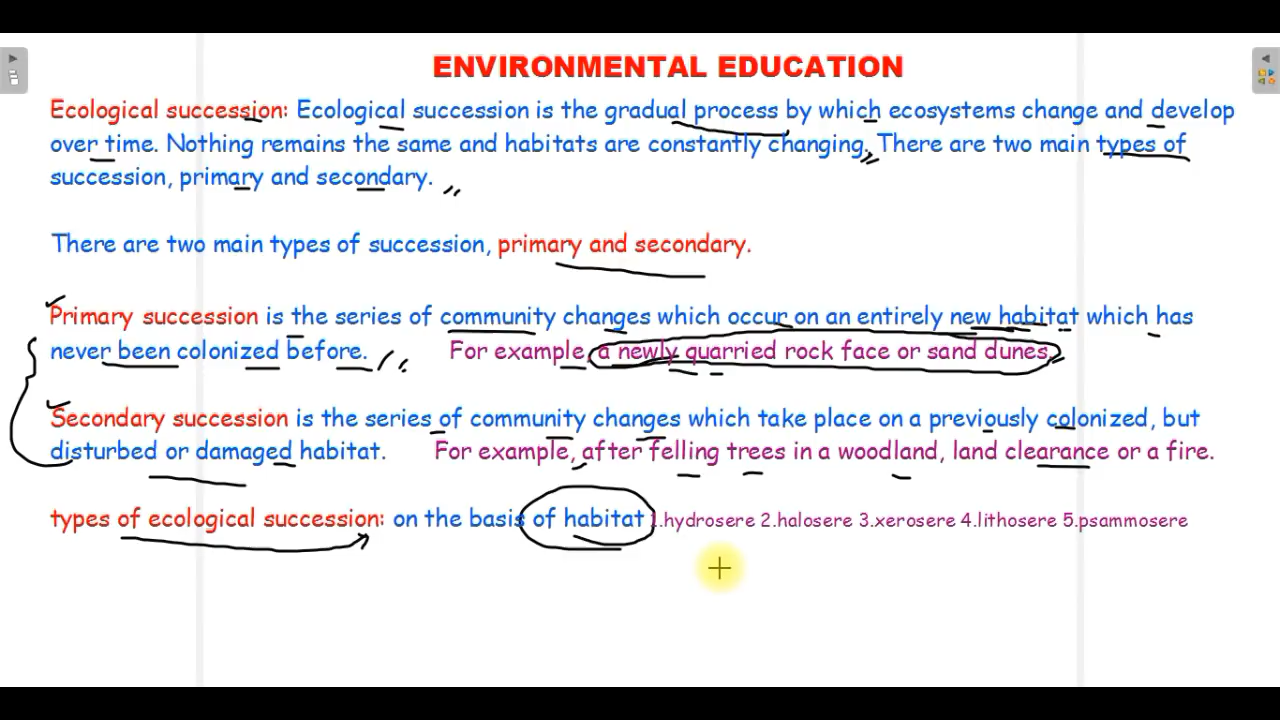 ENVIRONMENTAL EDUCATION
Ecological succession: Ecological succession is the gradual process by which ecosystems change and develop
over time. Nothing remains the same and habitats are constantly changing. There are two main types of
succession, primary and secondary.
There are two main types of succession, primary and secondary.
Primary succession is the series of community changes which occur on an entirely new habitat which has
never been colonized before. For example, a newly quarried rock face or sand dunes.
Secondary succession is the series of community changes which take place on a previously colonized, but
disturbed or damaged habitat. For example, after felling trees in a woodland, land clearance or a fire.
types of ecological succession: on the basis of habitat 1.hydrosere 2.halosere 3.xerosere 4.lithosere 5.psammosere